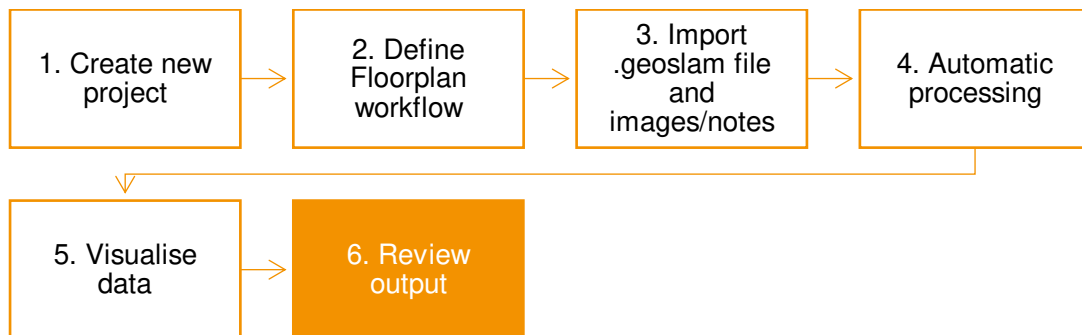 1. Create new
project
2. Define
Floorplan
workflow
3. Import
.geoslam file
and
images/notes
4. Automatic
processing
5. Visualise
data
6. Review
output